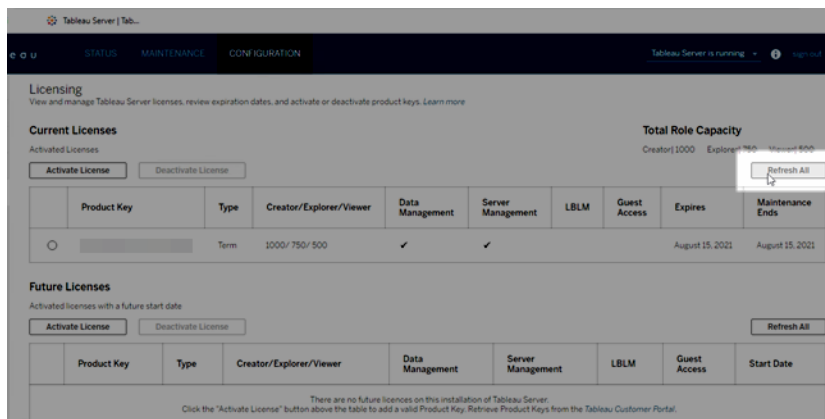 Tableau Server | Tab...
e a u STATUS MAINTENANCE CONFIGURATION Tableau Server is running sign out
Licensing
View and manage Tableau Server licenses, review expiration dates, and activate or deactivate product keys. Learn more
Current Licenses Total Role Capacity
Activated Licenses Creator| 1000 Explorer| 750 Viewer| 500
Activate License Deactivate License Refresh All
Product Key Type Creator/Explorer/Viewer Data Management Server Management LBLM Guest Access Expires Maintenance Ends
Term 1000/ 750/ 500 ✔ ✔ August 15, 2021 August 15, 2021
Future Licenses
Activated licenses with a future start date
Activate License Deactivate License Refresh All
Product Key Type Creator/Explorer/Viewer Data Management Server Management LBLM Guest Access Start Date
There are no future licences on this installation of Tableau Server.
Click the "Activate License" button above the table to add a valid Product Key. Retrieve Product Keys from the Tableau Customer Portal.